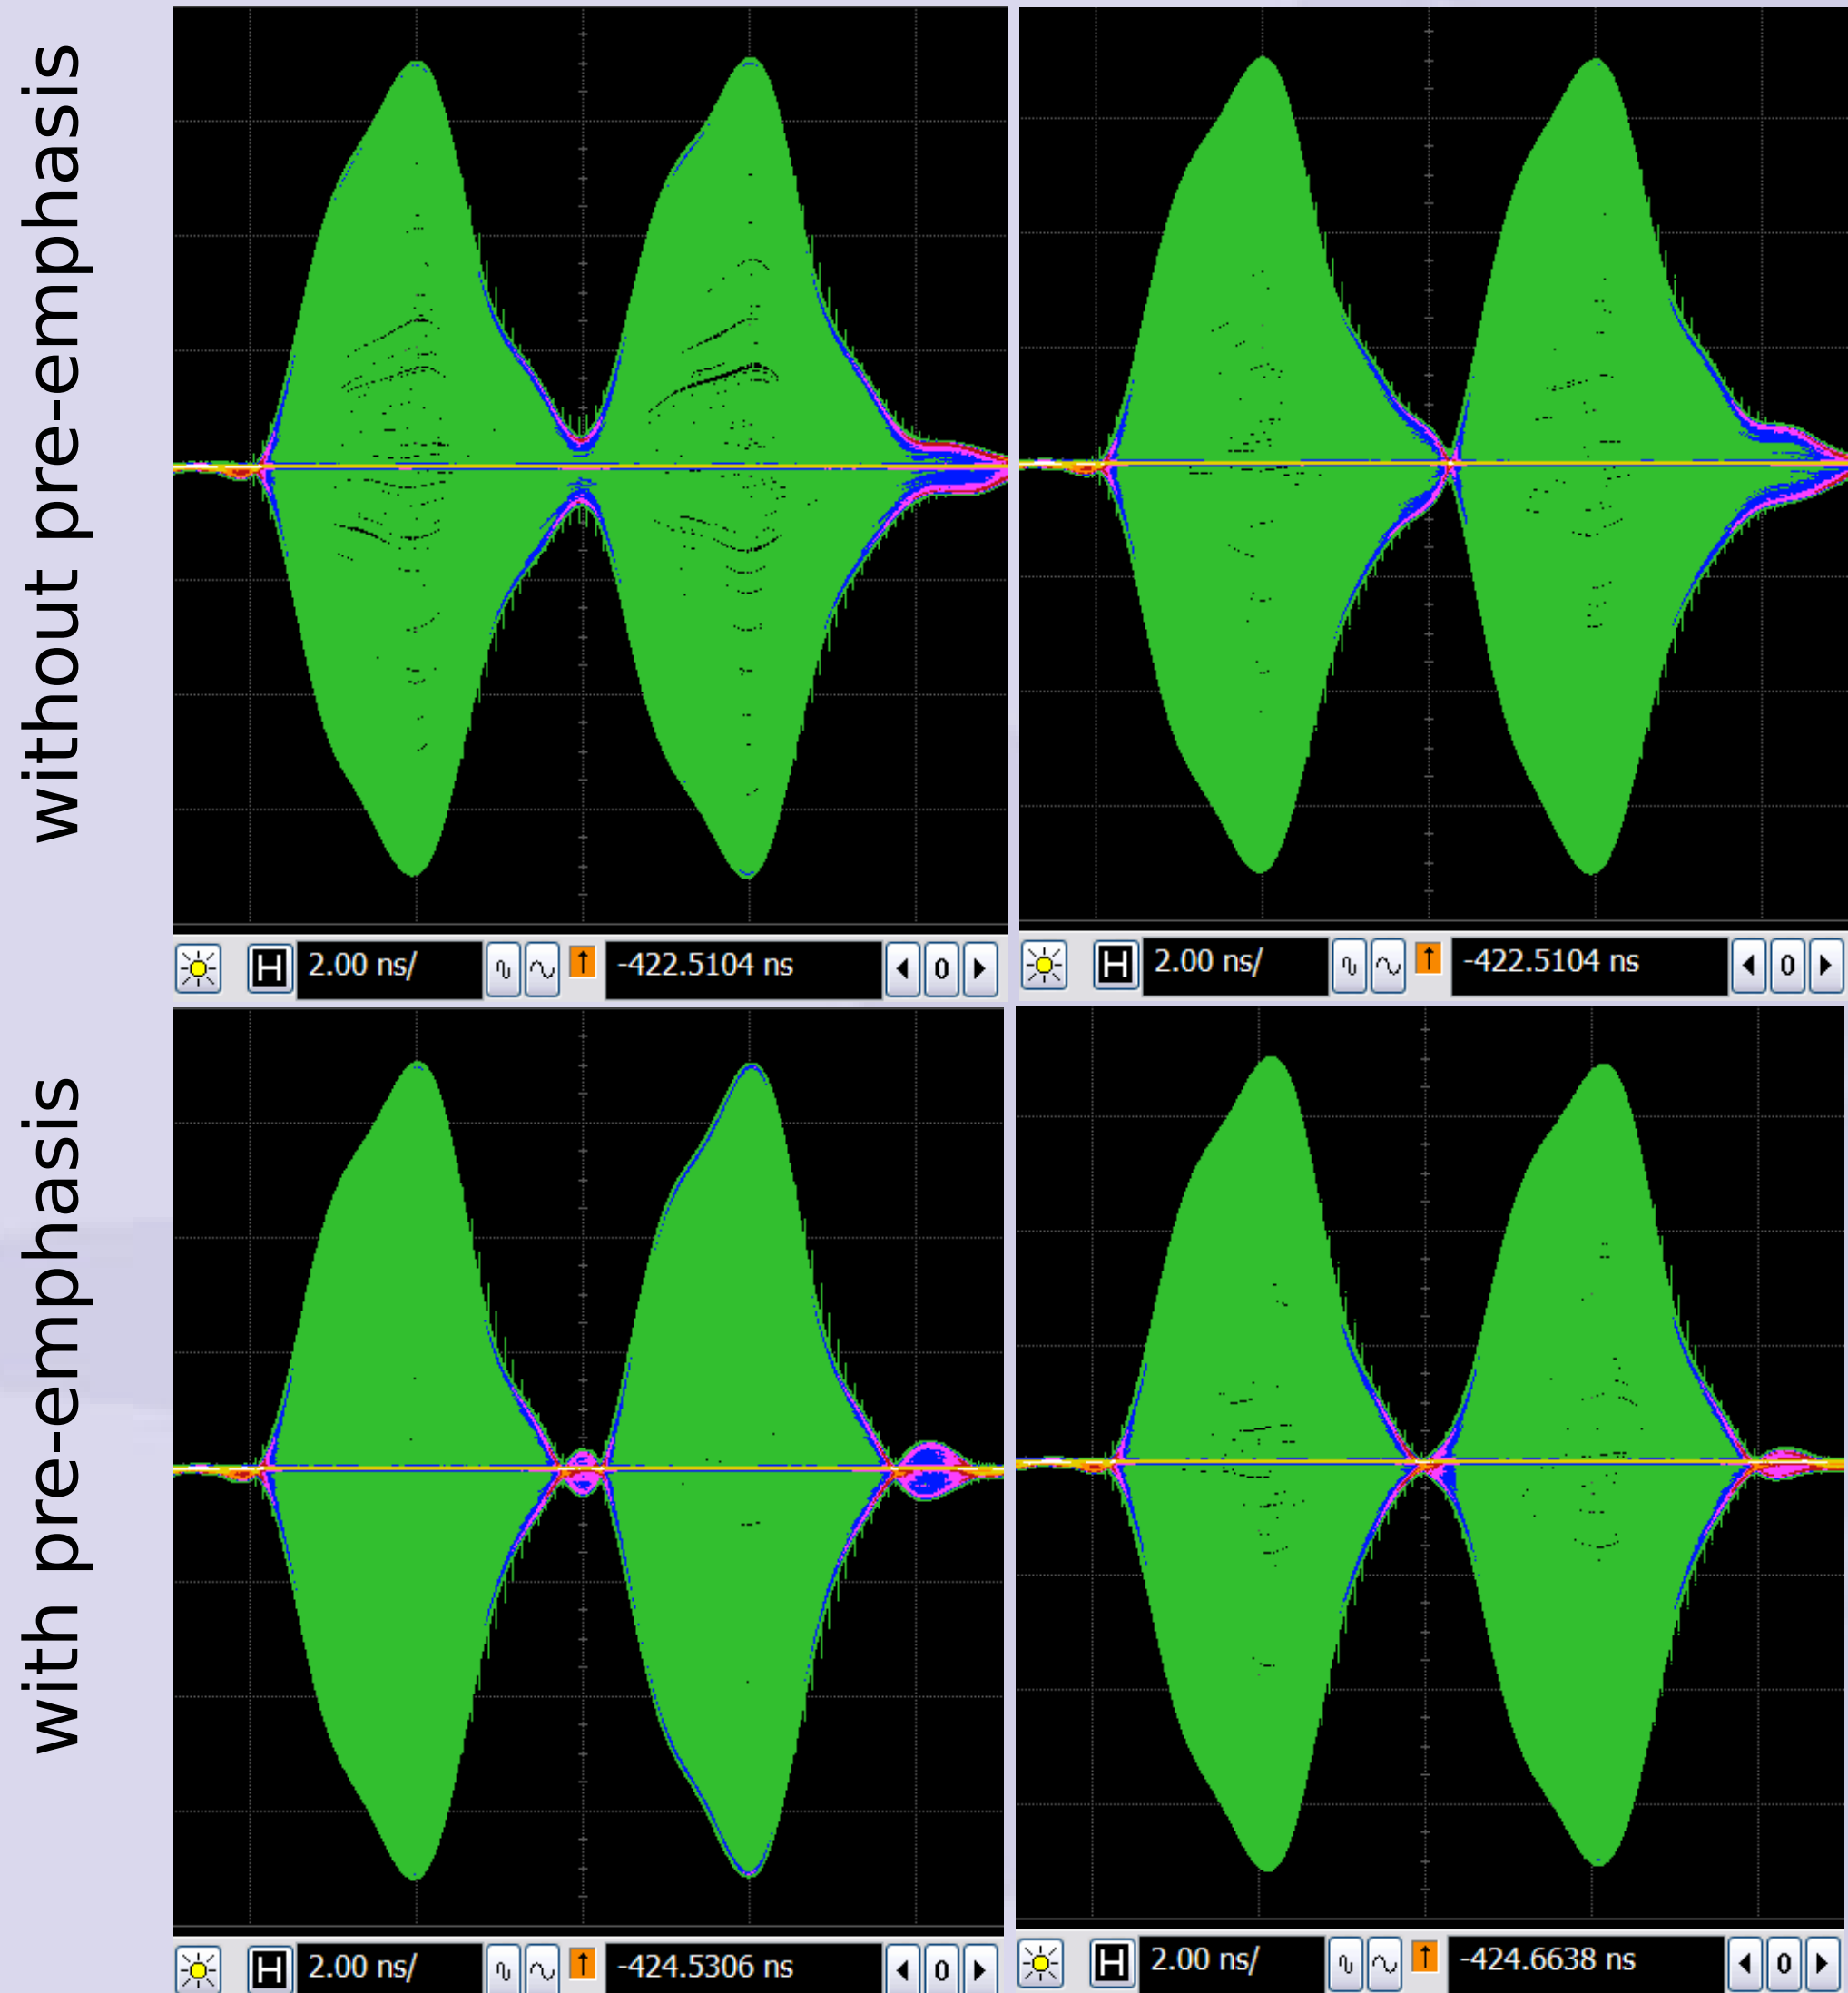 without pre-emphasis
H 2.00 ns/ -422.5104 ns 0
H 2.00 ns/ -422.5104 ns 0
with pre-emphasis
H 2.00 ns/ -424.5306 ns 0
H 2.00 ns/ -424.6638 ns 0